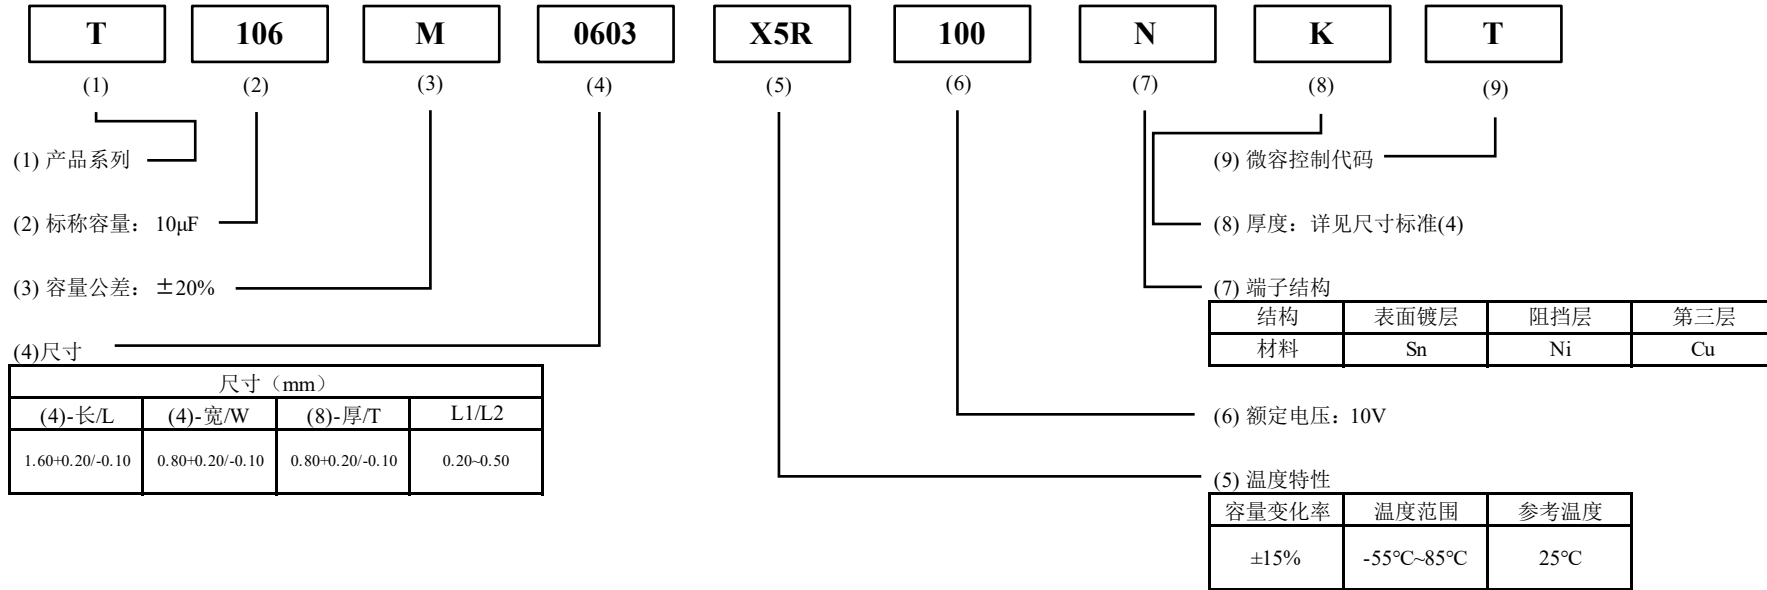 T 106 M 0603 X5R 100 N K T
(1) (2) (3) (4) (5) (6) (7) (8) (9)
(1) 产品系列
(9) 微容控制代码
(2) 标称容量： 10μF
(8) 厚度：详见尺寸标准(4)
(3) 容量公差： ±20%
(7) 端子结构
结构 表面镀层 阻挡层 第三层
材料 Sn Ni Cu
(4)尺寸
尺寸（mm）
(4)-长/L (4)-宽/W (8)-厚/T L1/L2
1.60+0.20/-0.10 0.80+0.20/-0.10 0.80+0.20/-0.10 0.20~0.50
(6) 额定电压：10V
(5) 温度特性
容量变化率 温度范围 参考温度
±15% -55℃~85℃ 25℃